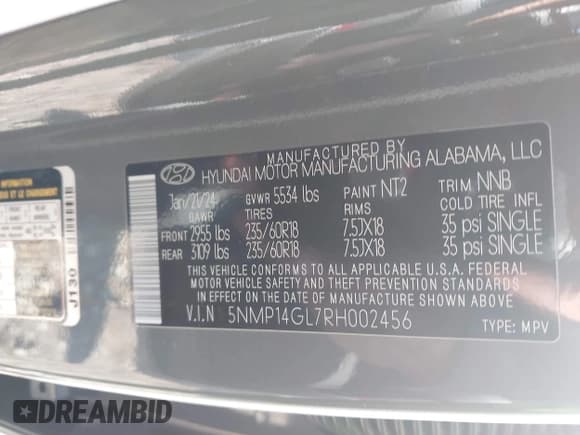 MANUFACTURED BY
HYUNDAI MOTOR MANUFACTURING ALABAMA, LLC
Jan/21/24 GVWR 5534 lbs PAINT NT2 TRIM NNB
GAWR TIRES RIMS COLD TIRE INFL
FRONT 2955 lbs 235/60R18 7.5JX18 35 psi SINGLE
REAR 3109 lbs 235/60R18 7.5JX18 35 psi SINGLE
THIS VEHICLE CONFORMS TO ALL APPLICABLE U.S.A. FEDERAL
MOTOR VEHICLE SAFETY AND THEFT PREVENTION STANDARDS
IN EFFECT ON THE DATE OF MANUFACTURE SHOWN ABOVE.
V.I.N 5NMP14GL7RH002456
TYPE: MPV
J130
DREAMBID